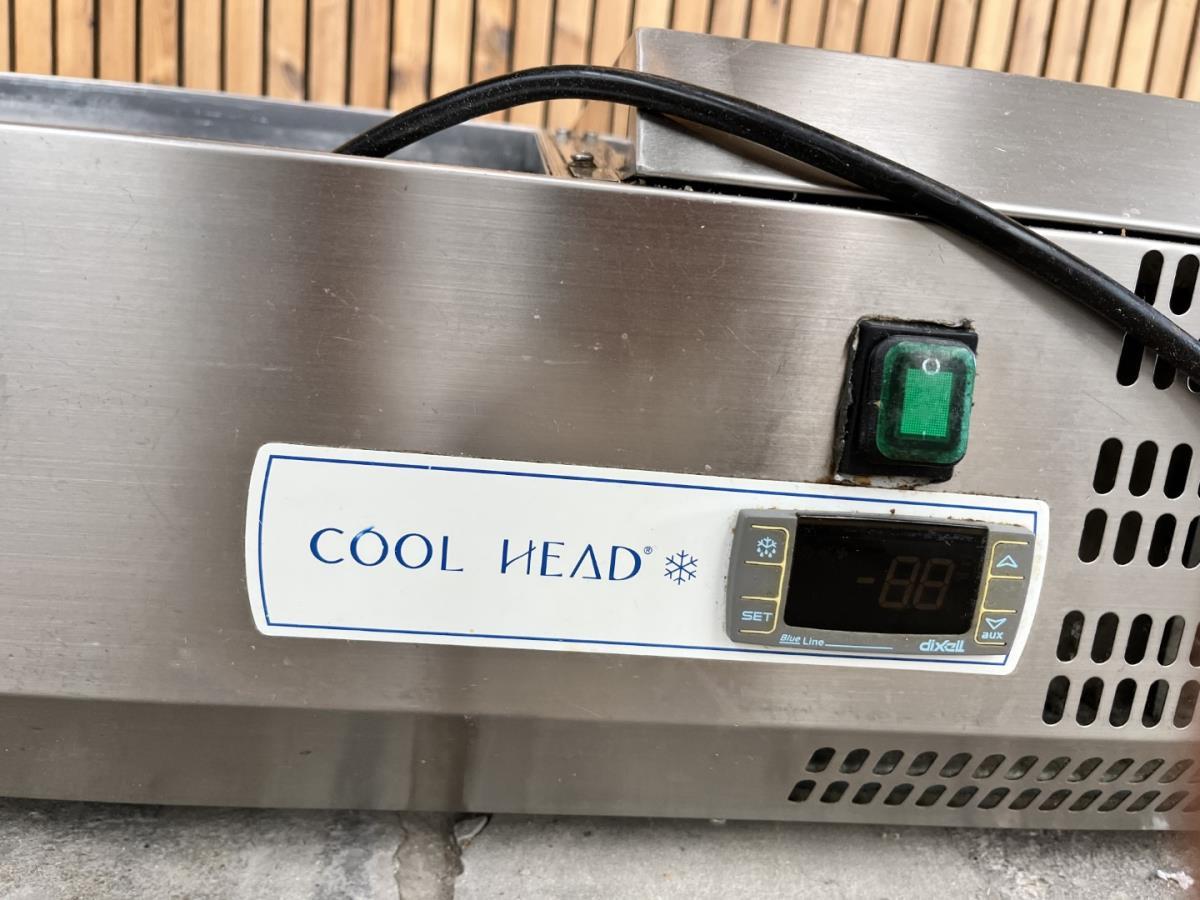 COOL HEAD®
SET
-88
aux
Blue Line
dixell